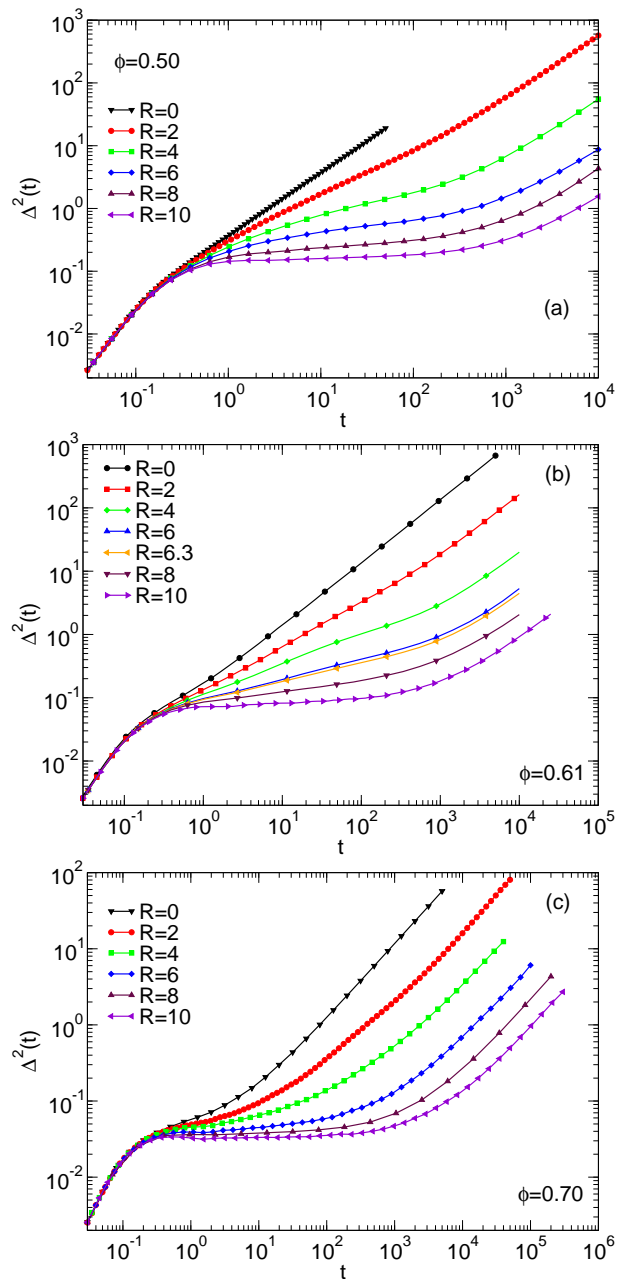 10^3
10^2
10^1
10^0
10^-1
10^-2
Δ^2(t)
ϕ=0.50
R=0
R=2
R=4
R=6
R=8
R=10
(a)
10^-1 10^0 10^1 10^2 10^3 10^4
t
10^3
10^2
10^1
10^0
10^-1
10^-2
Δ^2(t)
R=0
R=2
R=4
R=6
R=6.3
R=8
R=10
(b)
ϕ=0.61
10^-1 10^0 10^1 10^2 10^3 10^4 10^5
t
10^2
10^1
10^0
10^-1
10^-2
Δ^2(t)
R=0
R=2
R=4
R=6
R=8
R=10
(c)
ϕ=0.70
10^-1 10^0 10^1 10^2 10^3 10^4 10^5 10^6
t